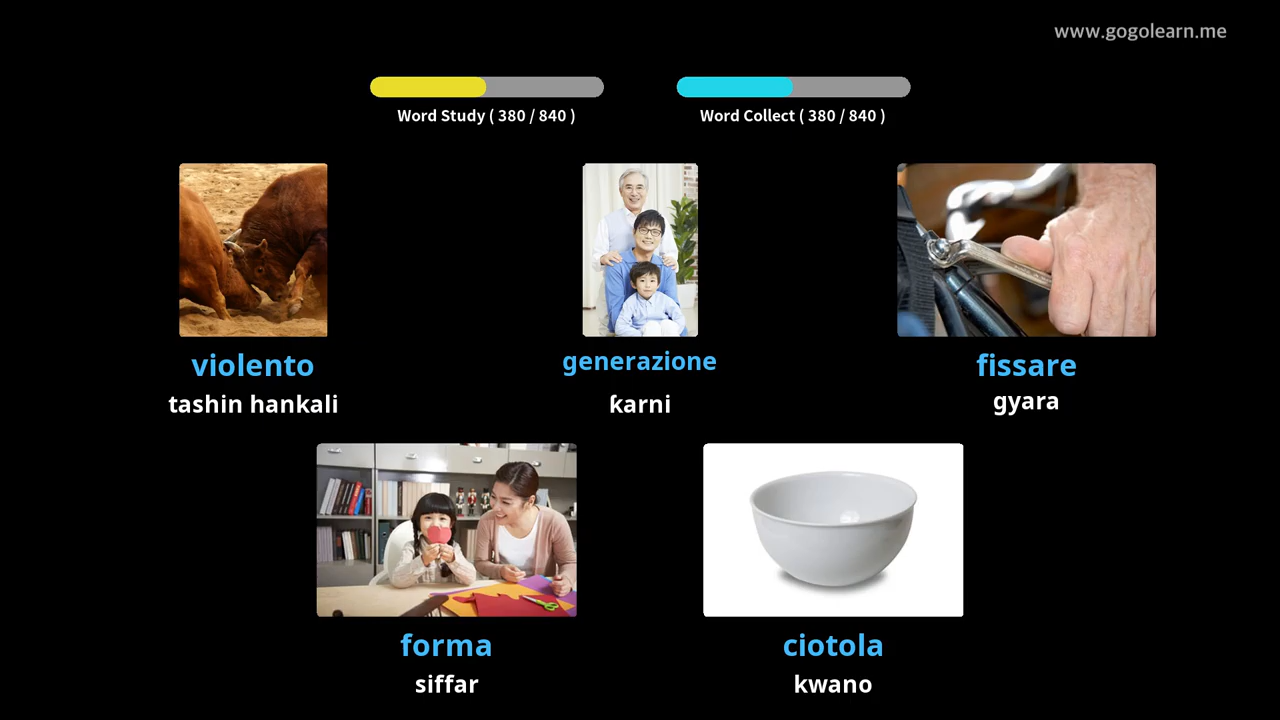 www.gogolearn.me
Word Study ( 380 / 840 )
Word Collect ( 380 / 840 )
violento
tashin hankali
generazione
ƙarni
fissare
gyara
forma
siffar
ciotola
kwano